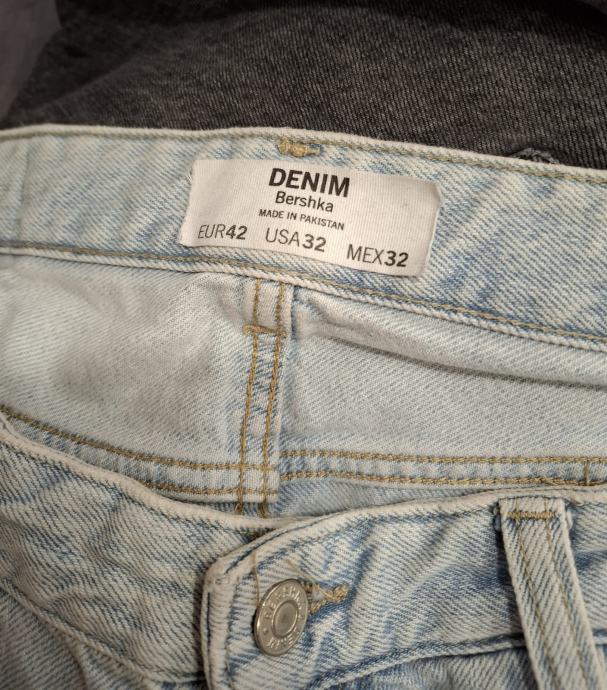 DENIM
Bershka
MADE IN PAKISTAN
EUR42 USA32 MEX32